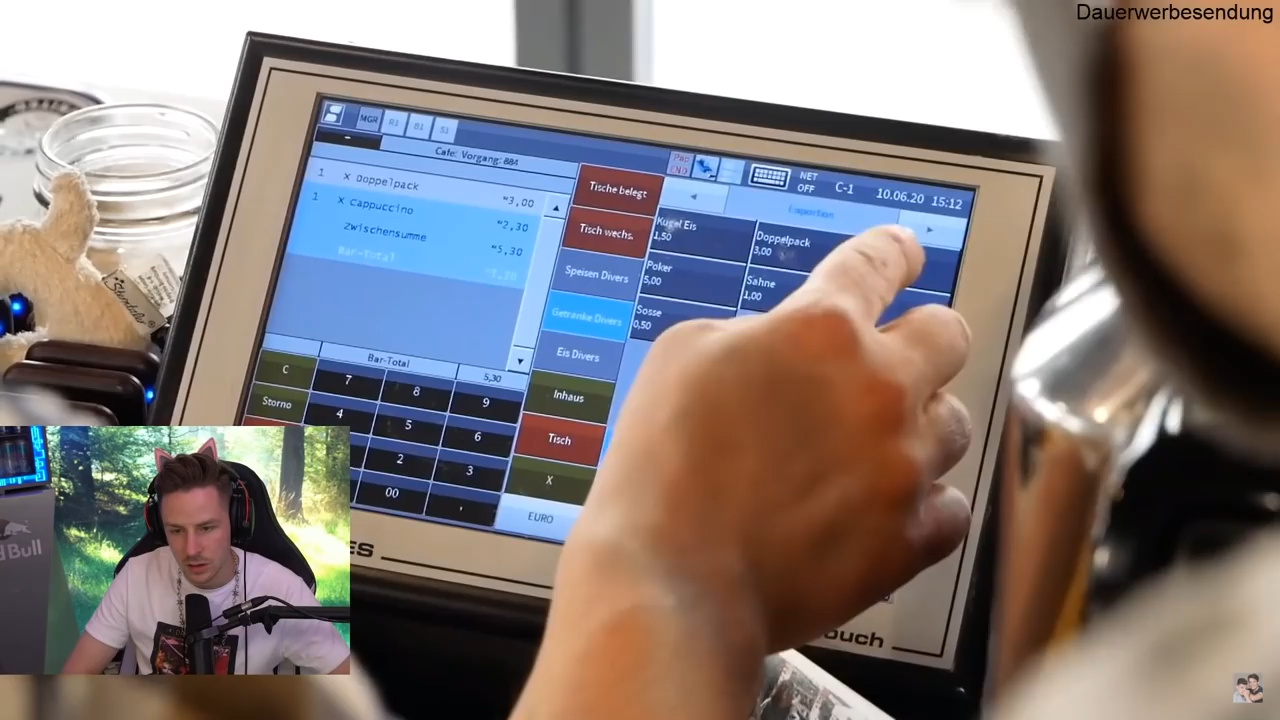 Dauerwerbesendung
MGR R1 B1 S1
Cafe: Vorgang: 884
NET OFF C-1 10.06.20 15:12
1 X Doppelpack 3,00
1 X Cappuccino 2,30
Zwischensumme 5,30
Bar-Total
Bar-Total 5,30
Tische belegt
Tisch wechs.
Speisen Divers
Getränke Divers
Eis Divers
Inhaus
Tisch
X
EURO
Kugel Eis
1,50
Doppelpack
3,00
Poker
5,00
Sahne
1,00
Sosse
0,50
C 7 8 9
Storno 4 5 6
2 3
00 ,
ES
ouch
Bull